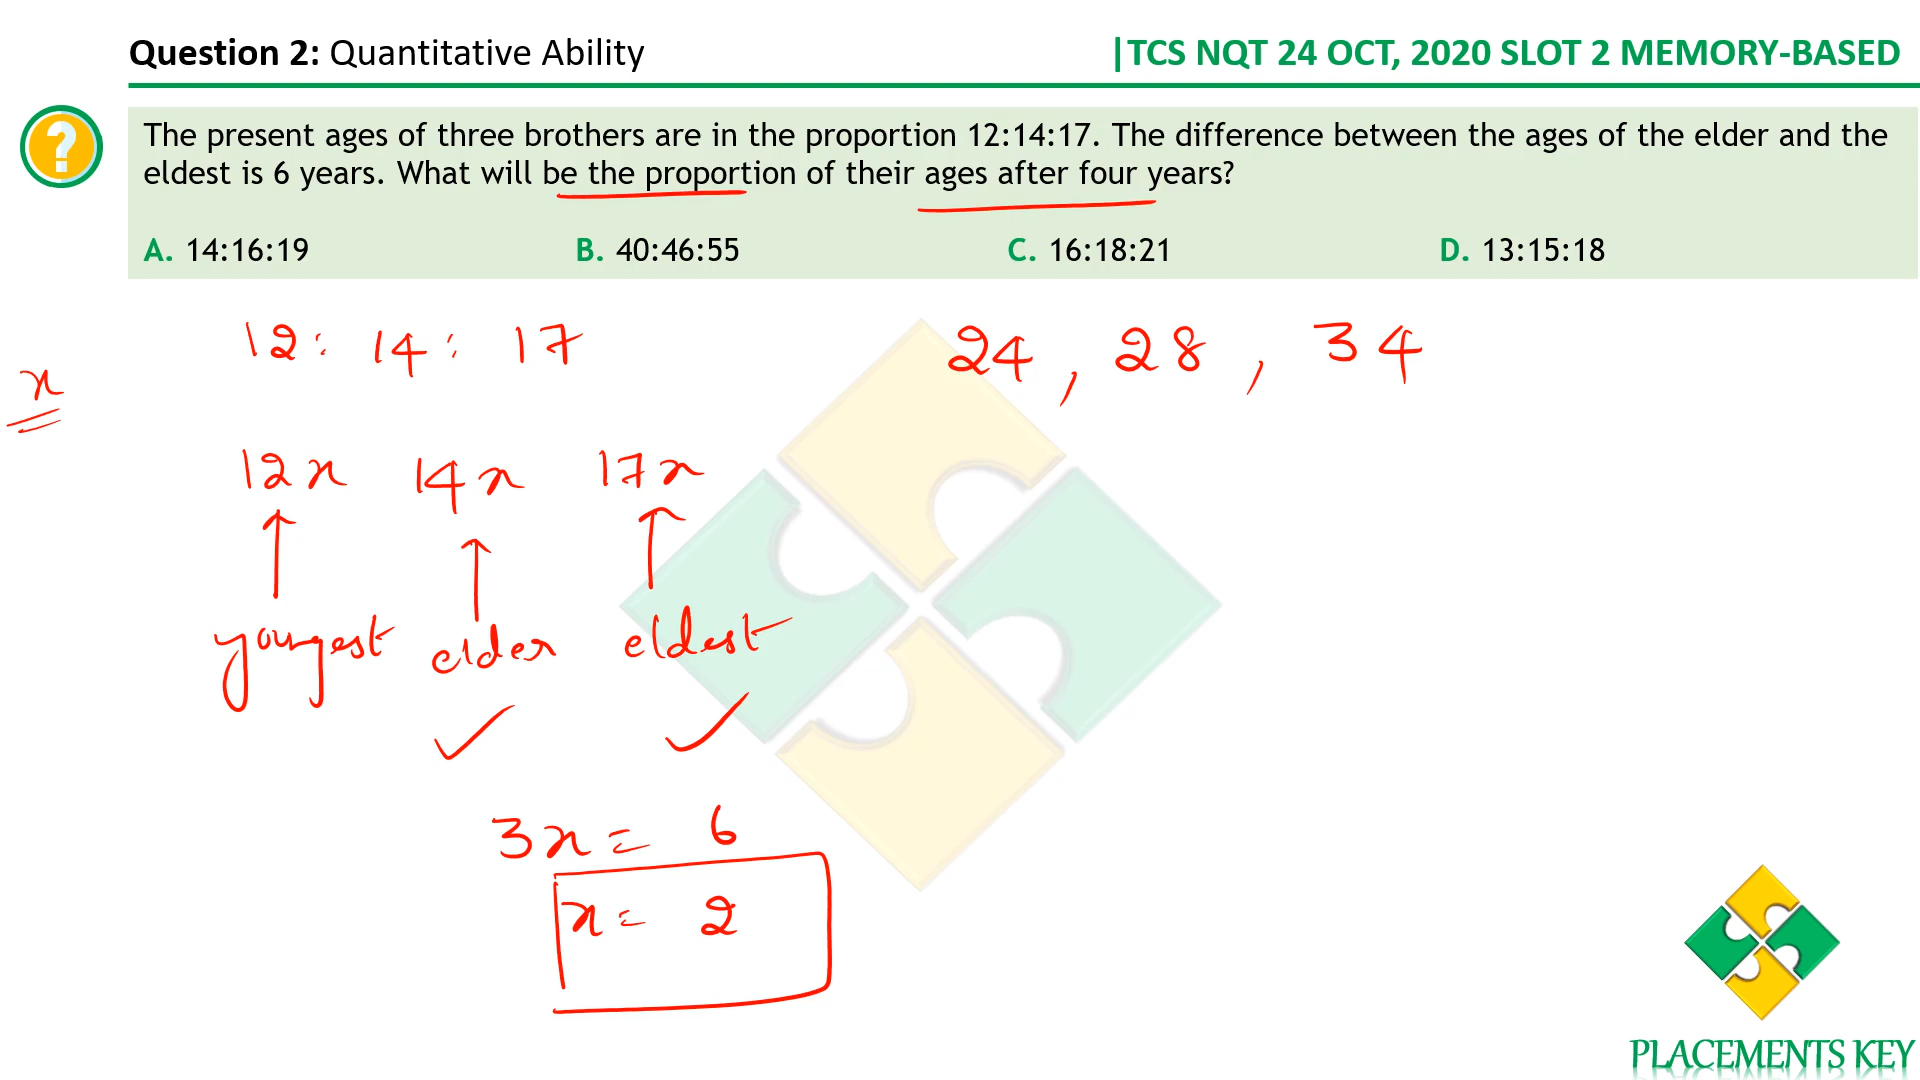 Question 2: Quantitative Ability
|TCS NQT 24 OCT, 2020 SLOT 2 MEMORY-BASED
?
The present ages of three brothers are in the proportion 12:14:17. The difference between the ages of the elder and the
eldest is 6 years. What will be the proportion of their ages after four years?
A. 14:16:19 B. 40:46:55 C. 16:18:21 D. 13:15:18
12: 14: 17
24, 28, 34
x
12x 14x 17x
youngest elder eldest
3x = 6
x = 2
PLACEMENTS KEY